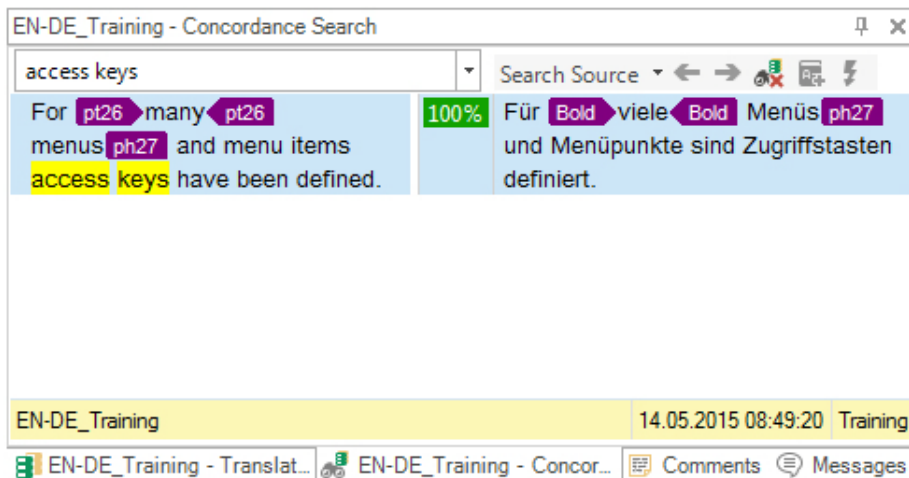 EN-DE_Training - Concordance Search
access keys
Search Source
For pt26 many pt26
menus ph27 and menu items
access keys have been defined.
100%
Für Bold viele Bold Menüs ph27
und Menüpunkte sind Zugriffstasten
definiert.
EN-DE_Training 14.05.2015 08:49:20 Training
EN-DE_Training - Translat... EN-DE_Training - Concor... Comments Messages